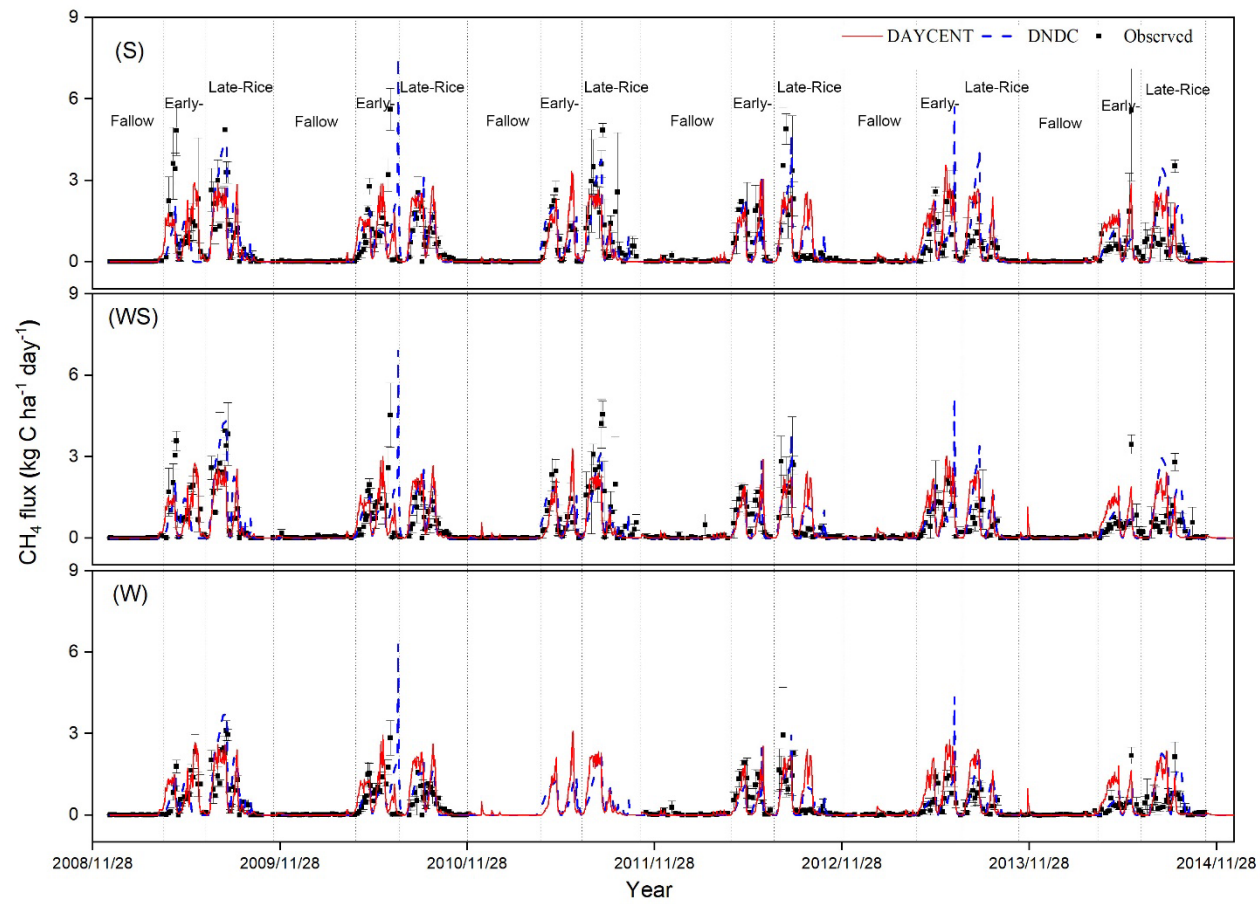 9
(S)
DAYCENT
DNDC
Observed
6
Late-Rice
Late-Rice
Late-Rice
Late-Rice
Late-Rice
Late-Rice
Early-
Early-
Early-
Early-
Early-
Early-
Fallow
Fallow
Fallow
Fallow
Fallow
Fallow
3
0
9
(WS)
6
3
0
9
(W)
6
3
0
CH₄ flux (kg C ha⁻¹ day⁻¹)
2008/11/28
2009/11/28
2010/11/28
2011/11/28
2012/11/28
2013/11/28
2014/11/28
Year